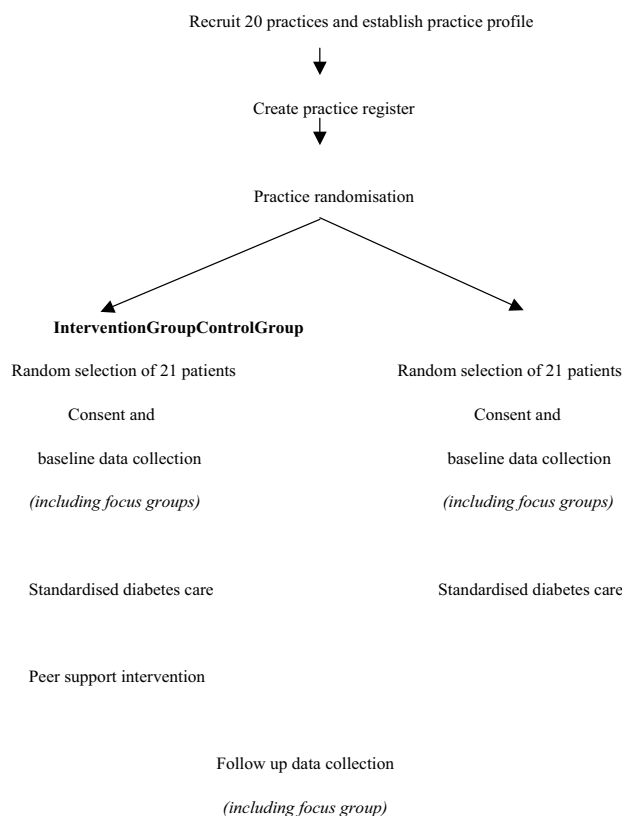 Recruit 20 practices and establish practice profile
Create practice register
Practice randomisation
InterventionGroupControlGroup
Random selection of 21 patients
Consent and
baseline data collection
(including focus groups)
Standardised diabetes care
Peer support intervention
Random selection of 21 patients
Consent and
baseline data collection
(including focus groups)
Standardised diabetes care
Follow up data collection
(including focus group)